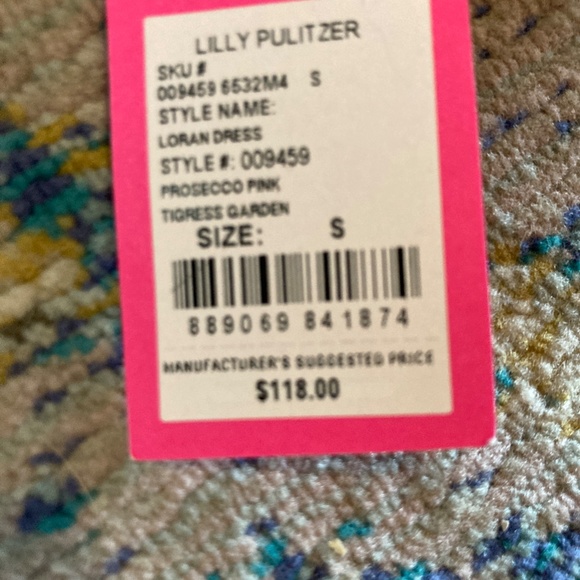 LILLY PULITZER
SKU #
009459 6532M4 S
STYLE NAME:
LORAN DRESS
STYLE #: 009459
PROSECCO PINK
TIGRESS GARDEN
SIZE: S
889069 841874
MANUFACTURER'S SUGGESTED PRICE
$118.00